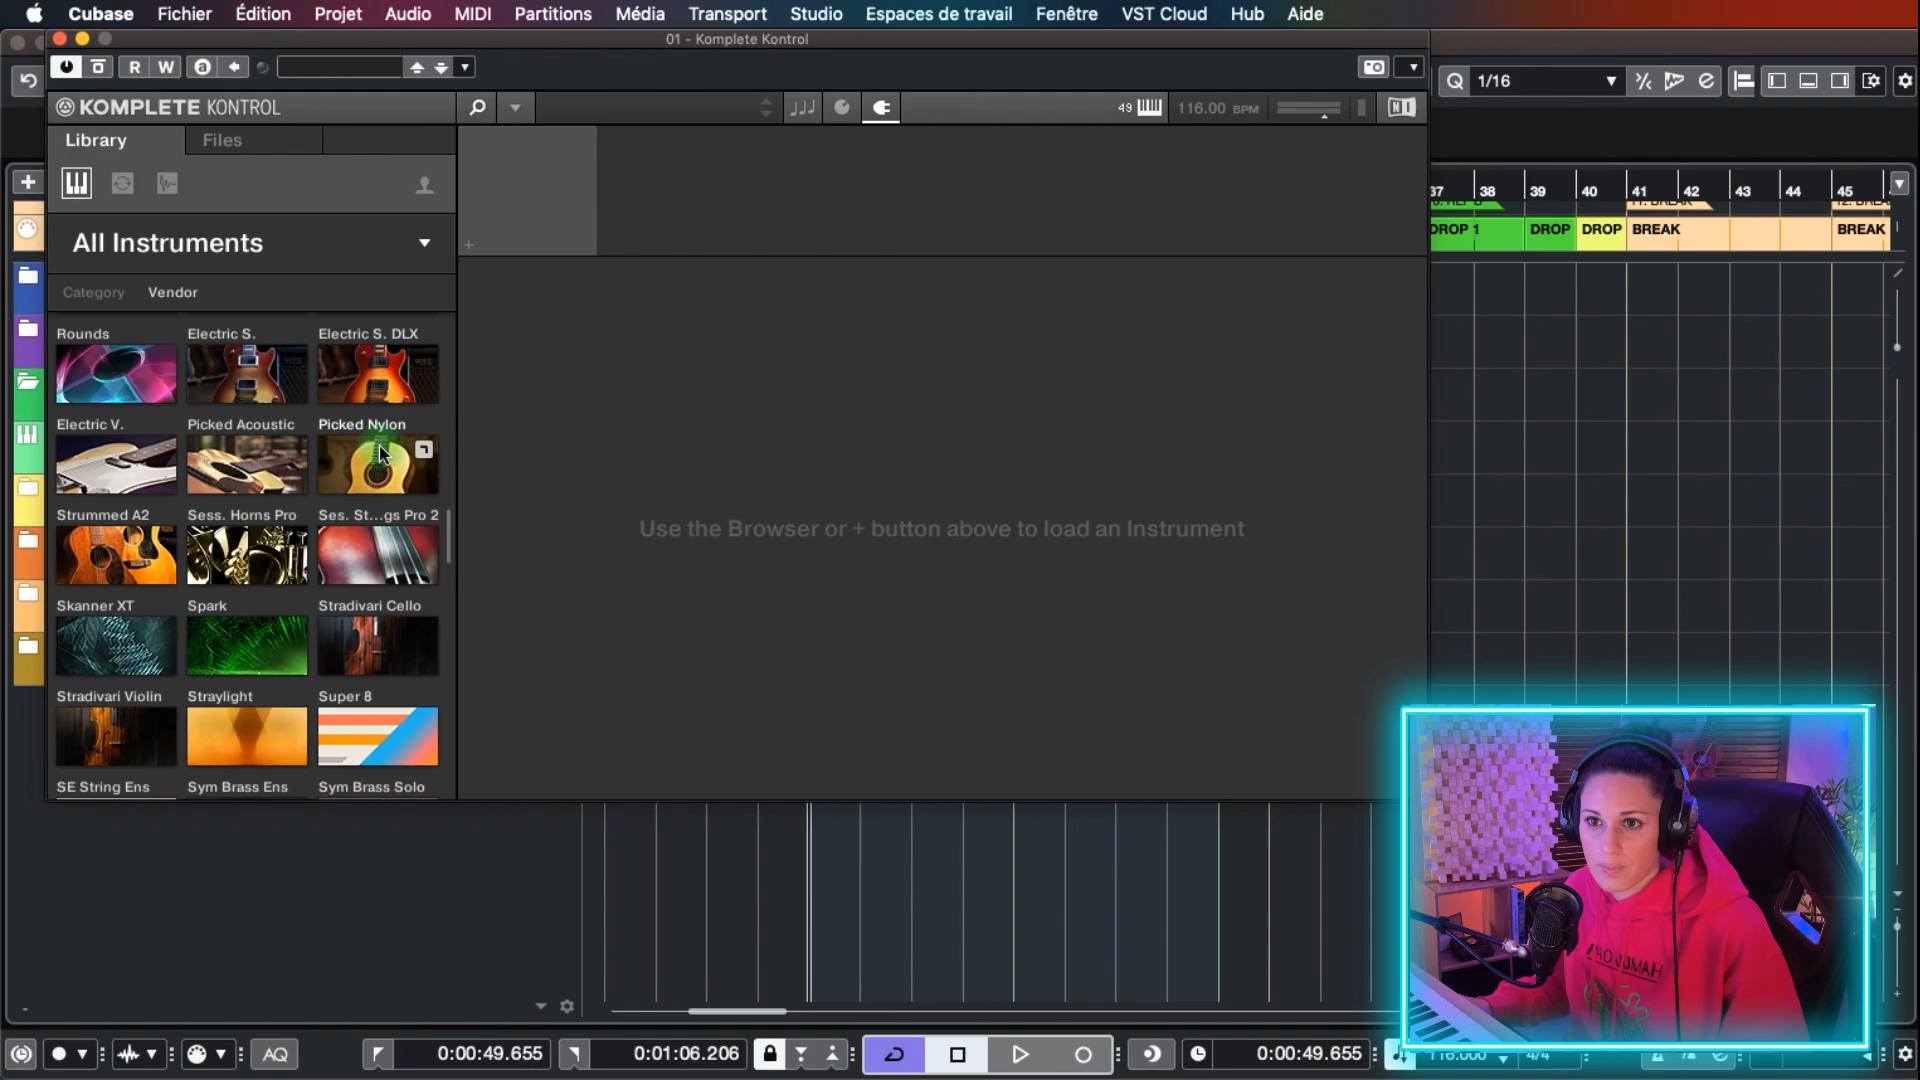 Cubase Fichier Édition Projet Audio MIDI Partitions Média Transport Studio Espaces de travail Fenêtre VST Cloud Hub Aide
01 - Komplete Kontrol
R W a
Q 1/16
KOMPLETE KONTROL
49 116.00 BPM
Library Files
37 38 39 40 41 42 43 44 45
DROP 1 DROP DROP BREAK BREAK
All Instruments
Category Vendor
Rounds Electric S. Electric S. DLX
Electric V. Picked Acoustic Picked Nylon
Strummed A2 Sess. Horns Pro Ses. St...gs Pro 2
Use the Browser or + button above to load an Instrument
Skanner XT Spark Stradivari Cello
Stradivari Violin Straylight Super 8
SE String Ens Sym Brass Ens Sym Brass Solo
AQ 0:00:49.655 0:01:06.206 0:00:49.655 116.000 4/4